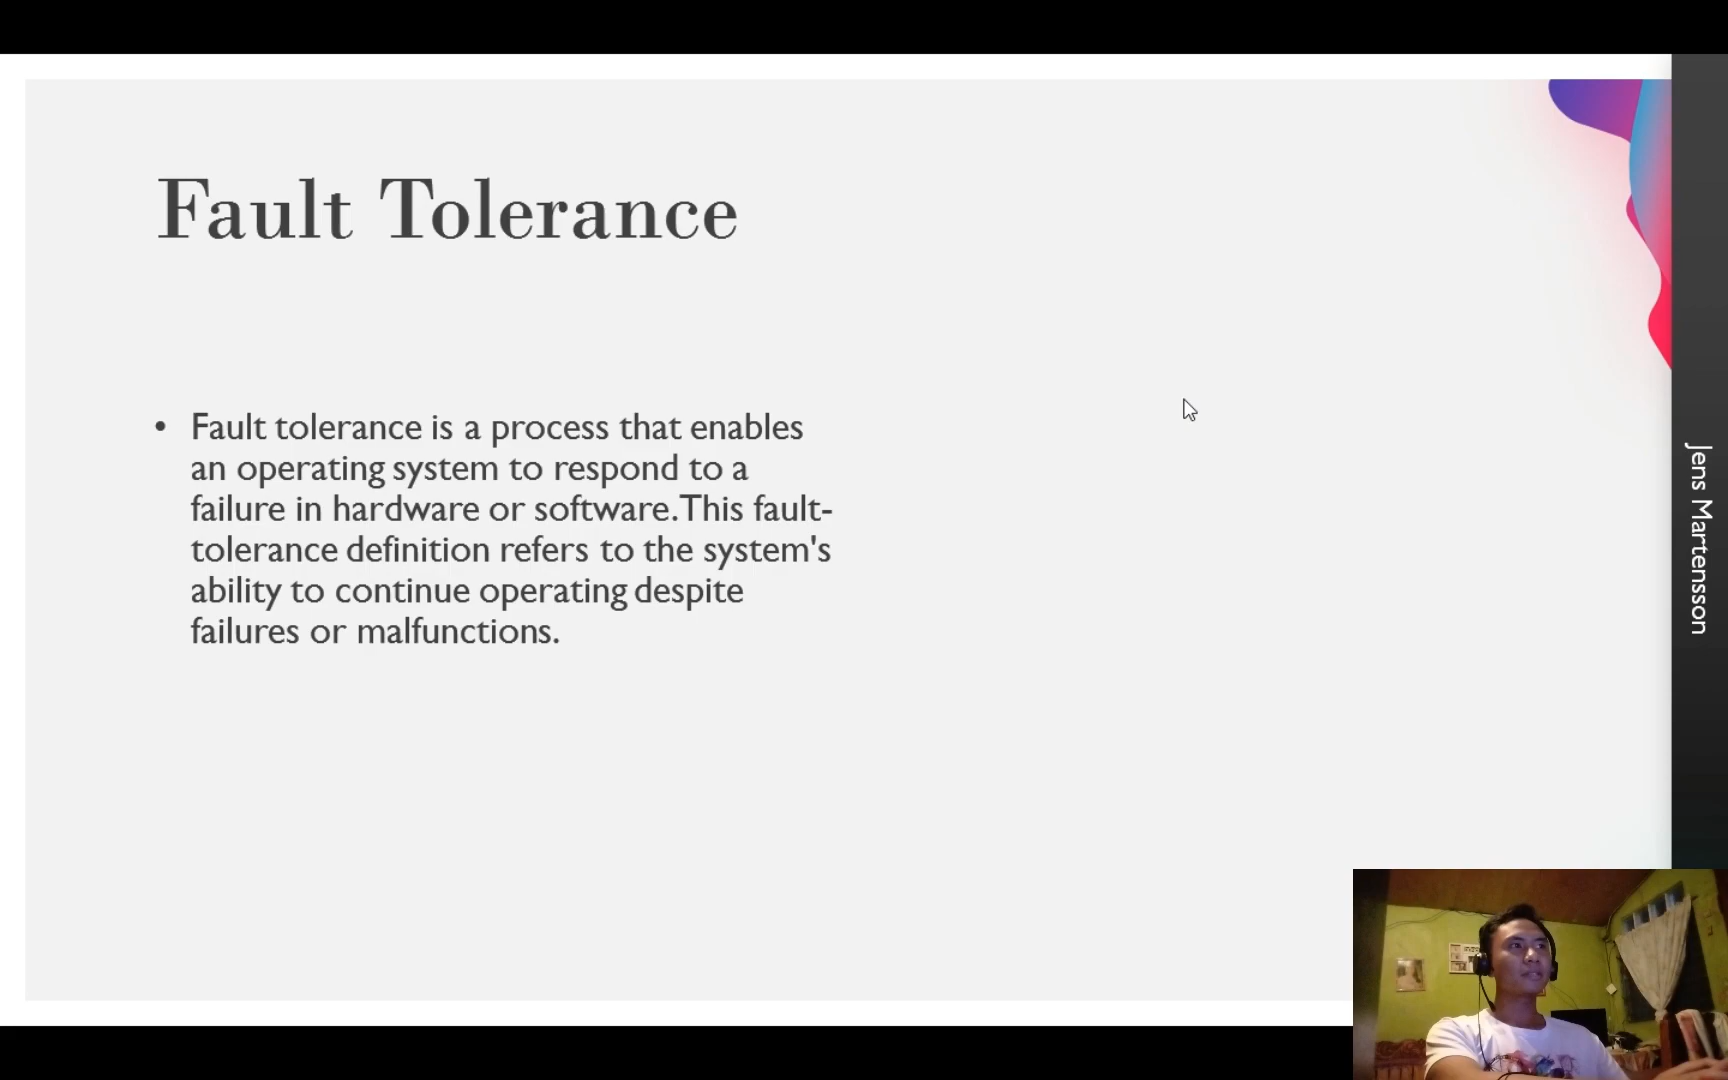 Fault Tolerance
• Fault tolerance is a process that enables
an operating system to respond to a
failure in hardware or software. This fault-
tolerance definition refers to the system's
ability to continue operating despite
failures or malfunctions.
Jens Martensson